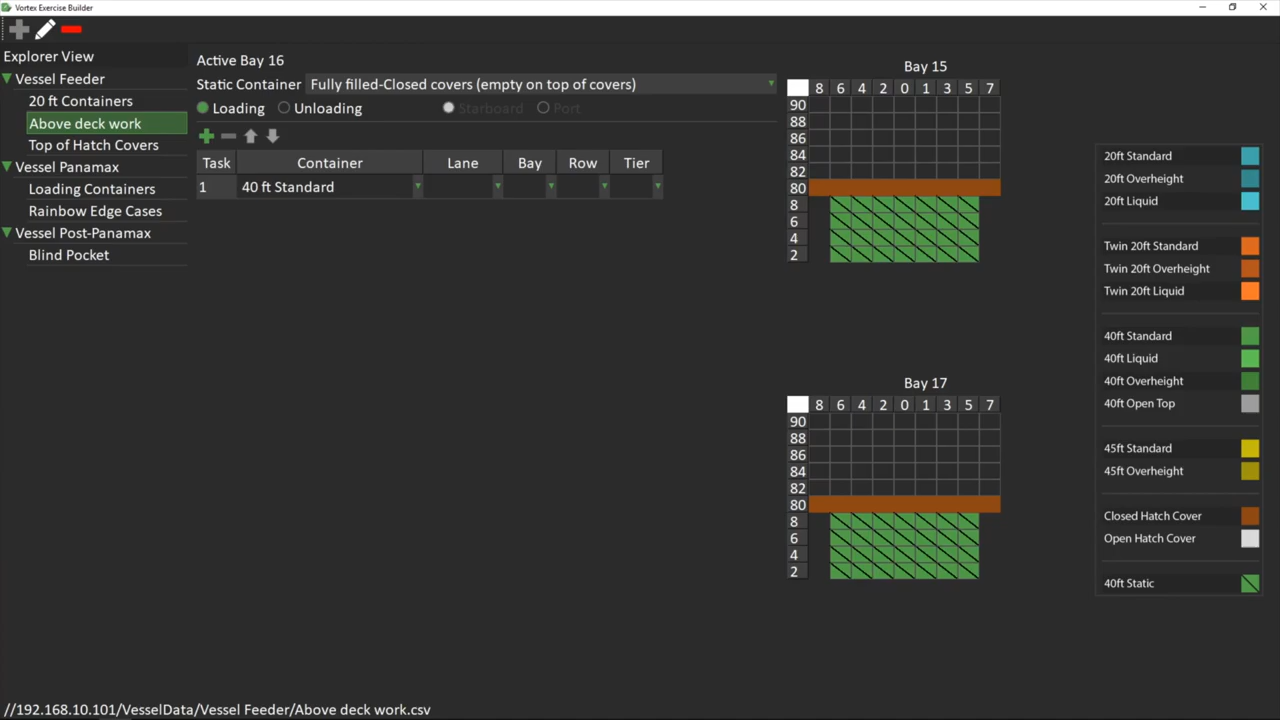 Vortex Exercise Builder
Explorer View
Vessel Feeder
20 ft Containers
Above deck work
Top of Hatch Covers
Vessel Panamax
Loading Containers
Rainbow Edge Cases
Vessel Post-Panamax
Blind Pocket
Active Bay 16
Static Container Fully filled-Closed covers (empty on top of covers)
Loading Unloading Starboard Port
Task Container Lane Bay Row Tier
1 40 ft Standard
Bay 15
8 6 4 2 0 1 3 5 7
90
88
86
84
82
80
8
6
4
2
Bay 17
8 6 4 2 0 1 3 5 7
90
88
86
84
82
80
8
6
4
2
20ft Standard
20ft Overheight
20ft Liquid
Twin 20ft Standard
Twin 20ft Overheight
Twin 20ft Liquid
40ft Standard
40ft Liquid
40ft Overheight
40ft Open Top
45ft Standard
45ft Overheight
Closed Hatch Cover
Open Hatch Cover
40ft Static
//192.168.10.101/VesselData/Vessel Feeder/Above deck work.csv